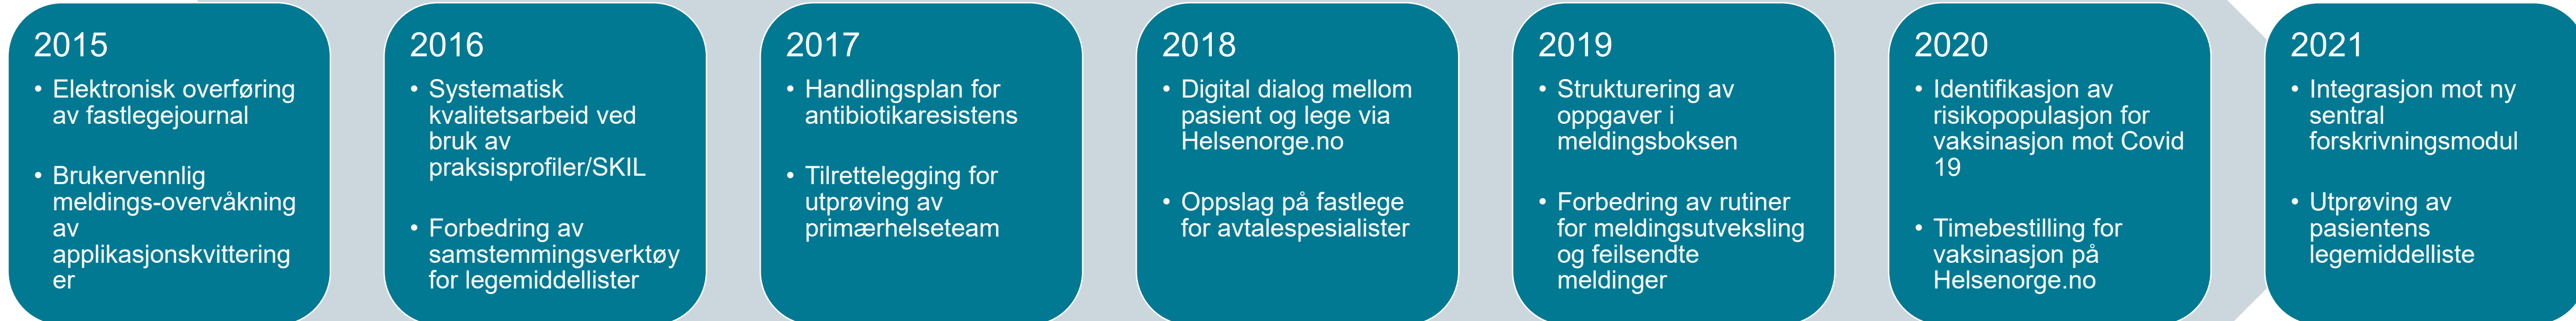 2015
• Elektronisk overføring
av fastlegejournal
• Brukervennlig
meldings-overvåkning
av
applikasjonskvittering
er
2016
• Systematisk
kvalitetsarbeid ved
bruk av
praksisprofiler/SKIL
• Forbedring av
samstemmingsverktøy
for legemiddellister
2017
• Handlingsplan for
antibiotikaresistens
• Tilrettelegging for
utprøving av
primærhelseteam
2018
• Digital dialog mellom
pasient og lege via
Helsenorge.no
• Oppslag på fastlege
for avtalespesialister
2019
• Strukturering av
oppgaver i
meldingsboksen
• Forbedring av rutiner
for meldingsutveksling
og feilsendte
meldinger
2020
• Identifikasjon av
risikopopulasjon for
vaksinasjon mot Covid
19
• Timebestilling for
vaksinasjon på
Helsenorge.no
2021
• Integrasjon mot ny
sentral
forskrivningsmodul
• Utprøving av
pasientens
legemiddelliste